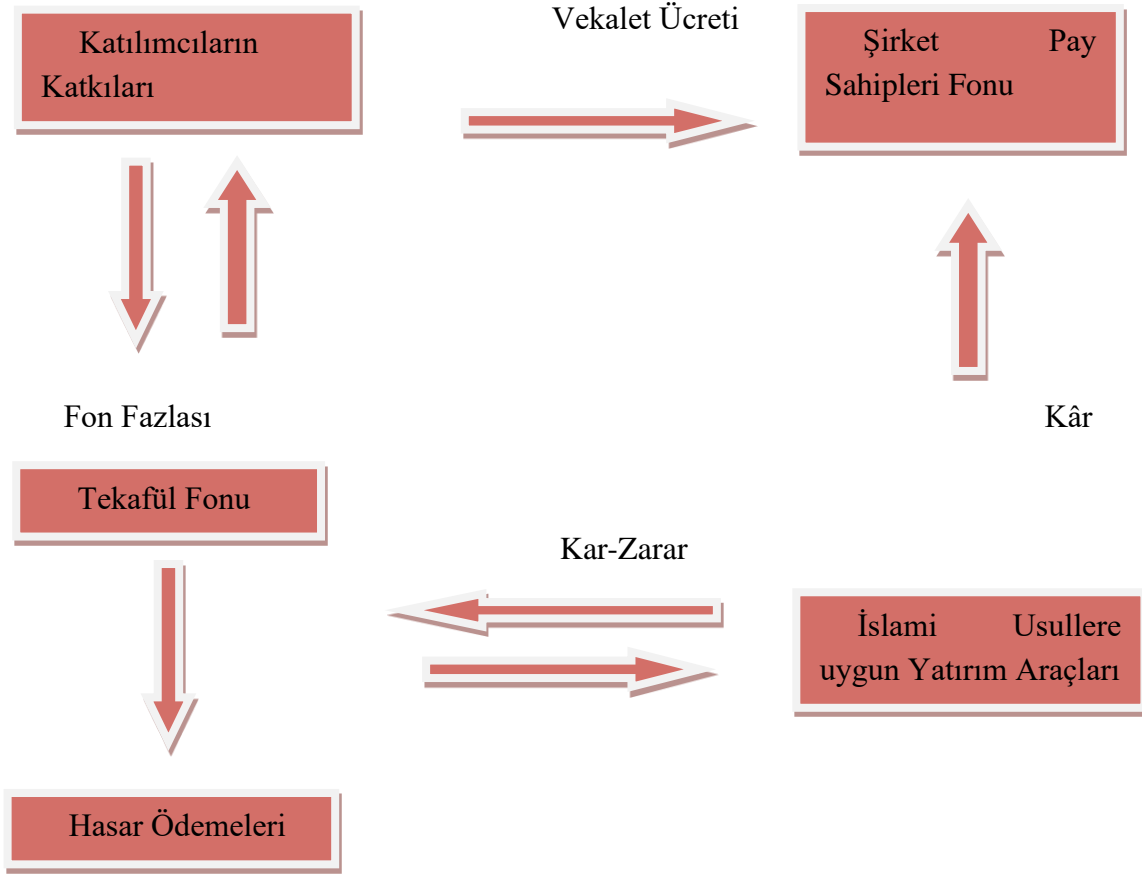 Vekalet Ücreti
Katılımcıların
Katkıları
Şirket Pay
Sahipleri Fonu
Fon Fazlası
Kâr
Tekafül Fonu
Kar-Zarar
İslami Usullere
uygun Yatırım Araçları
Hasar Ödemeleri